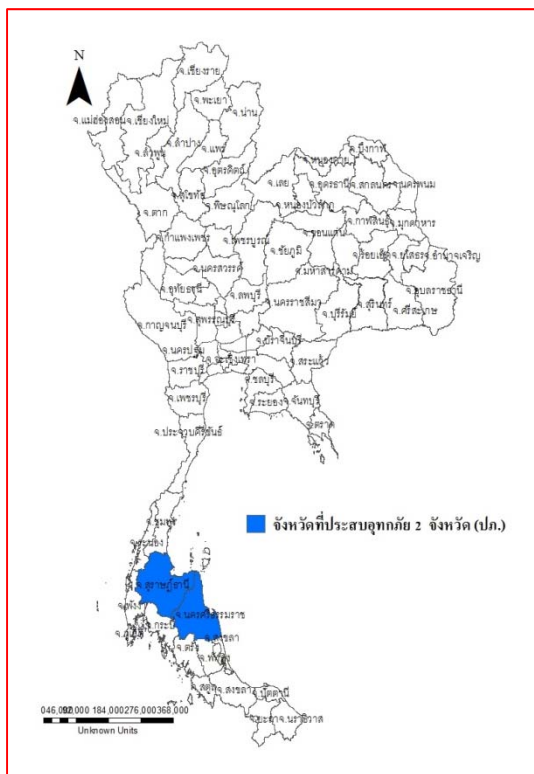 N
จ.เชียงราย
จ.พะเยา
จ.น่าน
จ.แม่ฮ่องสอน
จ.เชียงใหม่
จ.ลำปาง
จ.แพร่
จ.ลำพูน
จ.อุตรดิตถ์
จ.บึงกาฬ
จ.หนองคาย
จ.เลย
จ.อุดรธานี
จ.สกลนคร
จ.นครพนม
จ.สุโขทัย
จ.พิษณุโลก
จ.หนองบัวลำภู
จ.ตาก
จ.ขอนแก่น
จ.กาฬสินธุ์
จ.มุกดาหาร
จ.กำแพงเพชร
จ.เพชรบูรณ์
จ.ชัยภูมิ
จ.มหาสารคาม
จ.ร้อยเอ็ด
จ.ยโสธร
จ.อำนาจเจริญ
จ.นครสวรรค์
จ.อุทัยธานี
จ.ลพบุรี
จ.นครราชสีมา
จ.บุรีรัมย์
จ.สุรินทร์
จ.ศรีสะเกษ
จ.อุบลราชธานี
จ.สุพรรณบุรี
จ.กาญจนบุรี
จ.ปราจีนบุรี
จ.นครปฐม
จ.ฉะเชิงเทรา
จ.สระแก้ว
จ.ราชบุรี
จ.ชลบุรี
จ.เพชรบุรี
จ.ระยอง
จ.จันทบุรี
จ.ตราด
จ.ประจวบคีรีขันธ์
จ.ชุมพร
จ.ระนอง
จังหวัดที่ประสบอุทกภัย 2 จังหวัด (ปภ.)
จ.สุราษฎร์ธานี
จ.พังงา
จ.นครศรีธรรมราช
จ.กระบี่
จ.ภูเก็ต
จ.สงขลา
จ.ตรัง
จ.พัทลุง
จ.สตูล
จ.สงขลา
จ.ปัตตานี
จ.ยะลา
จ.นราธิวาส
184,000
276,000
368,000
Unknown Units